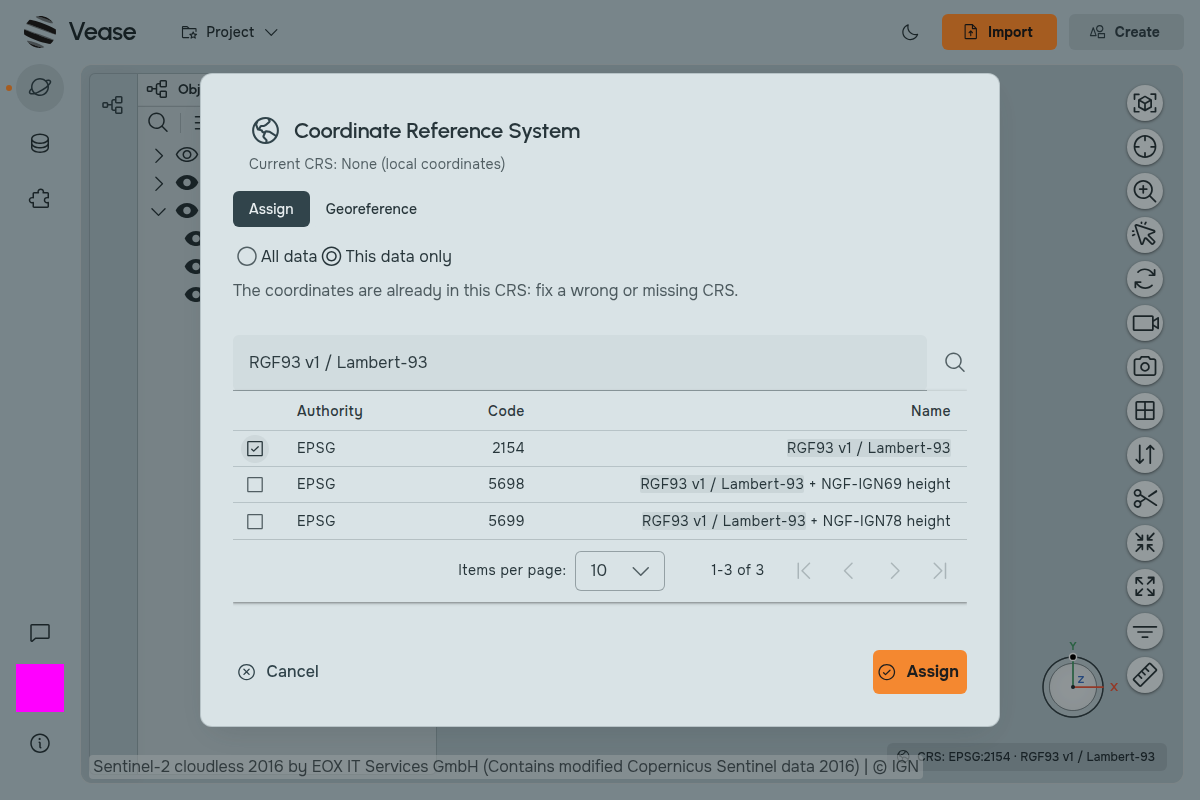 Vease
Project
Import
Create
Obj
Coordinate Reference System
Current CRS: None (local coordinates)
Assign
Georeference
All data
This data only
The coordinates are already in this CRS: fix a wrong or missing CRS.
RGF93 v1 / Lambert-93
Authority Code Name
EPSG 2154 RGF93 v1 / Lambert-93
EPSG 5698 RGF93 v1 / Lambert-93 + NGF-IGN69 height
EPSG 5699 RGF93 v1 / Lambert-93 + NGF-IGN78 height
Items per page: 10 1-3 of 3
Cancel
Assign
Y
Z
X
CRS: EPSG:2154 · RGF93 v1 / Lambert-93
Sentinel-2 cloudless 2016 by EOX IT Services GmbH (Contains modified Copernicus Sentinel data 2016) | © IGN